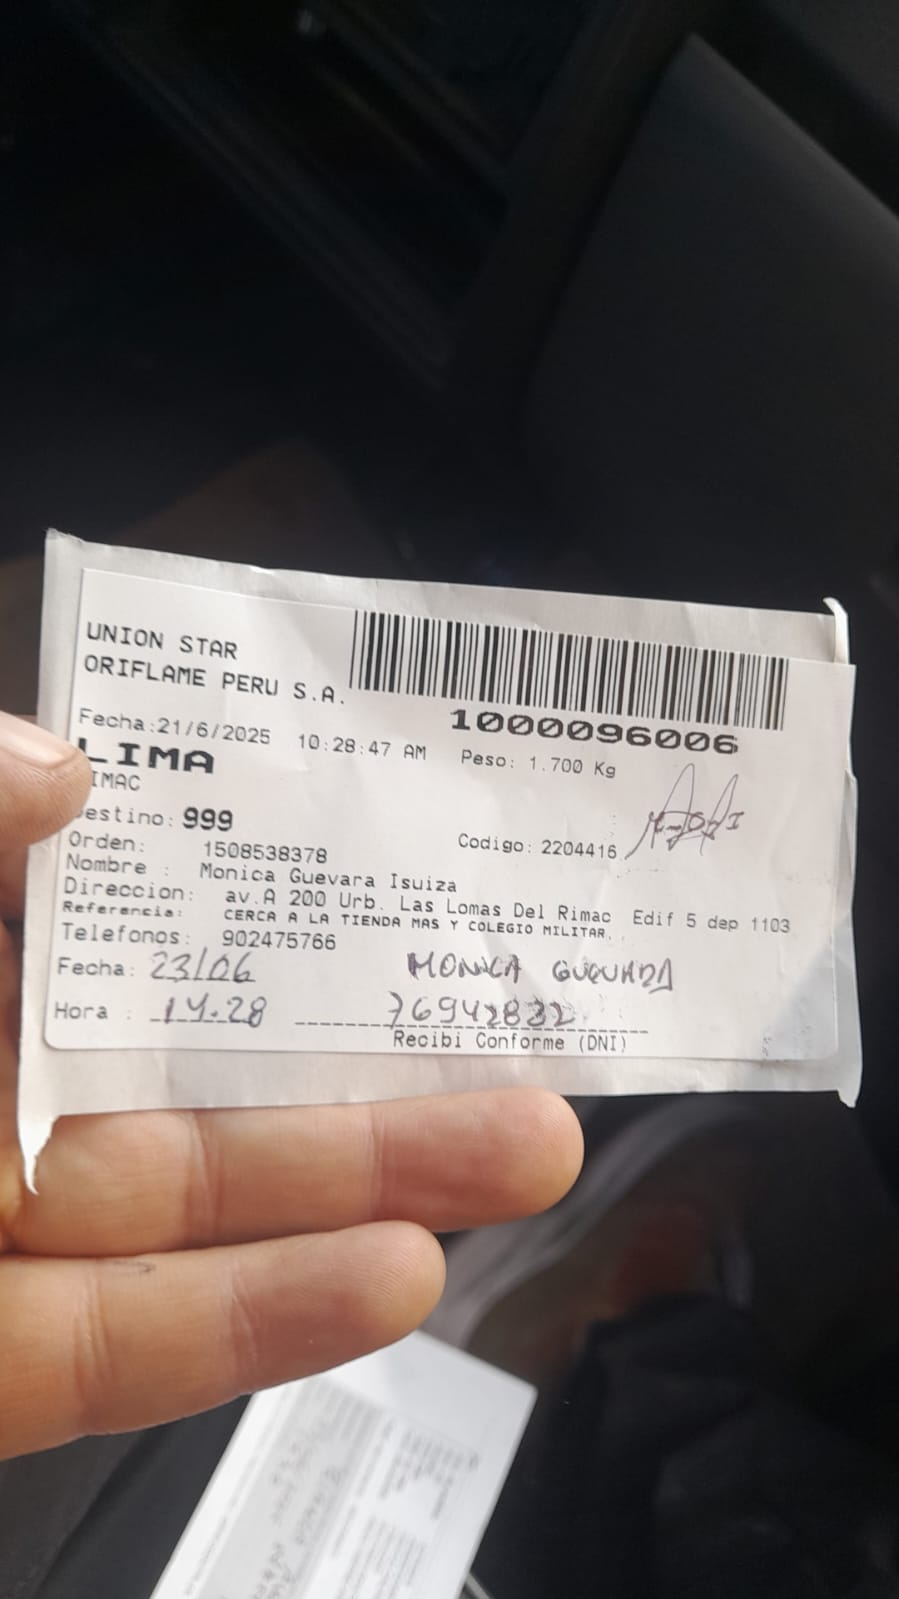 UNION STAR
ORIFLAME PERU S.A.
1000096006
Fecha:21/6/2025 10:28:47 AM Peso: 1.700 Kg
LIMA
IMAC
estino: 999
Orden: 1508538378 Codigo: 2204416
Nombre : Monica Guevara Isuiza
Direccion: av.A 200 Urb. Las Lomas Del Rimac Edif 5 dep 1103
Referencia: CERCA A LA TIENDA MAS Y COLEGIO MILITAR.
Telefonos: 902475766
Fecha: 23/06 MONICA
Hora : 14:28 76942832
Recibi Conforme (DNI)